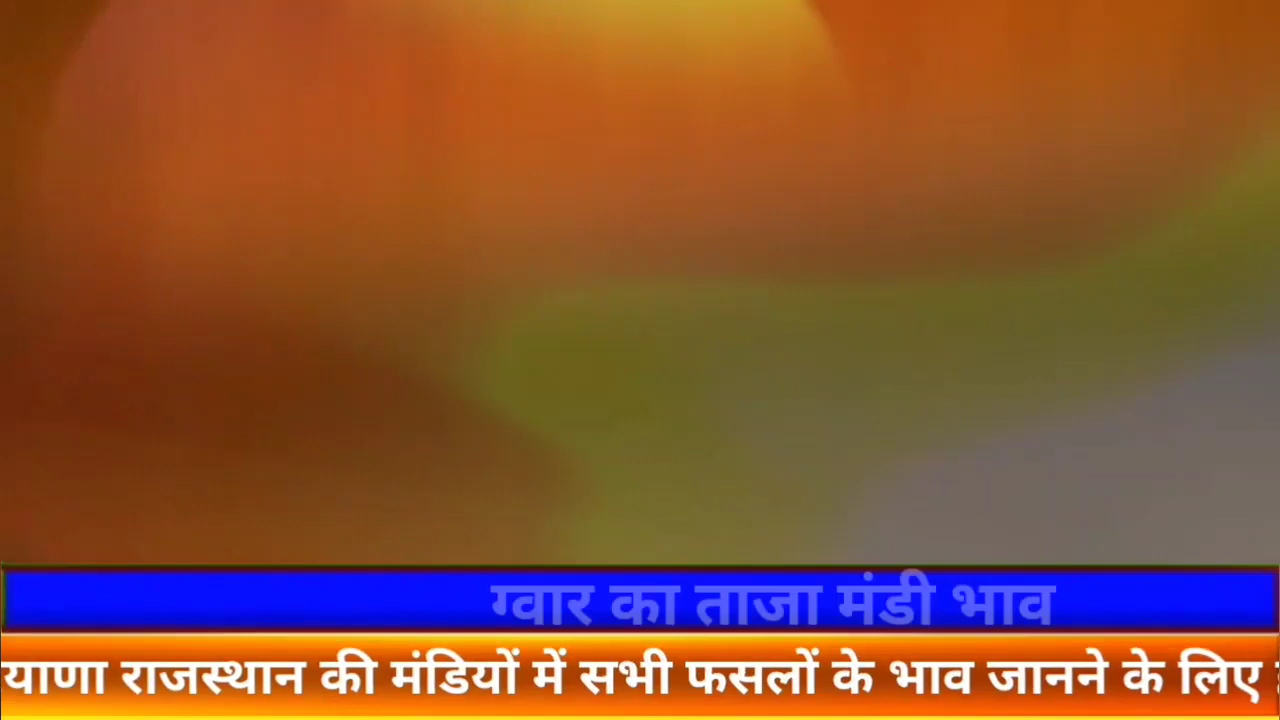 ग्वार का ताजा मंडी भाव
याणा राजस्थान की मंडियों में सभी फसलों के भाव जानने के लिए